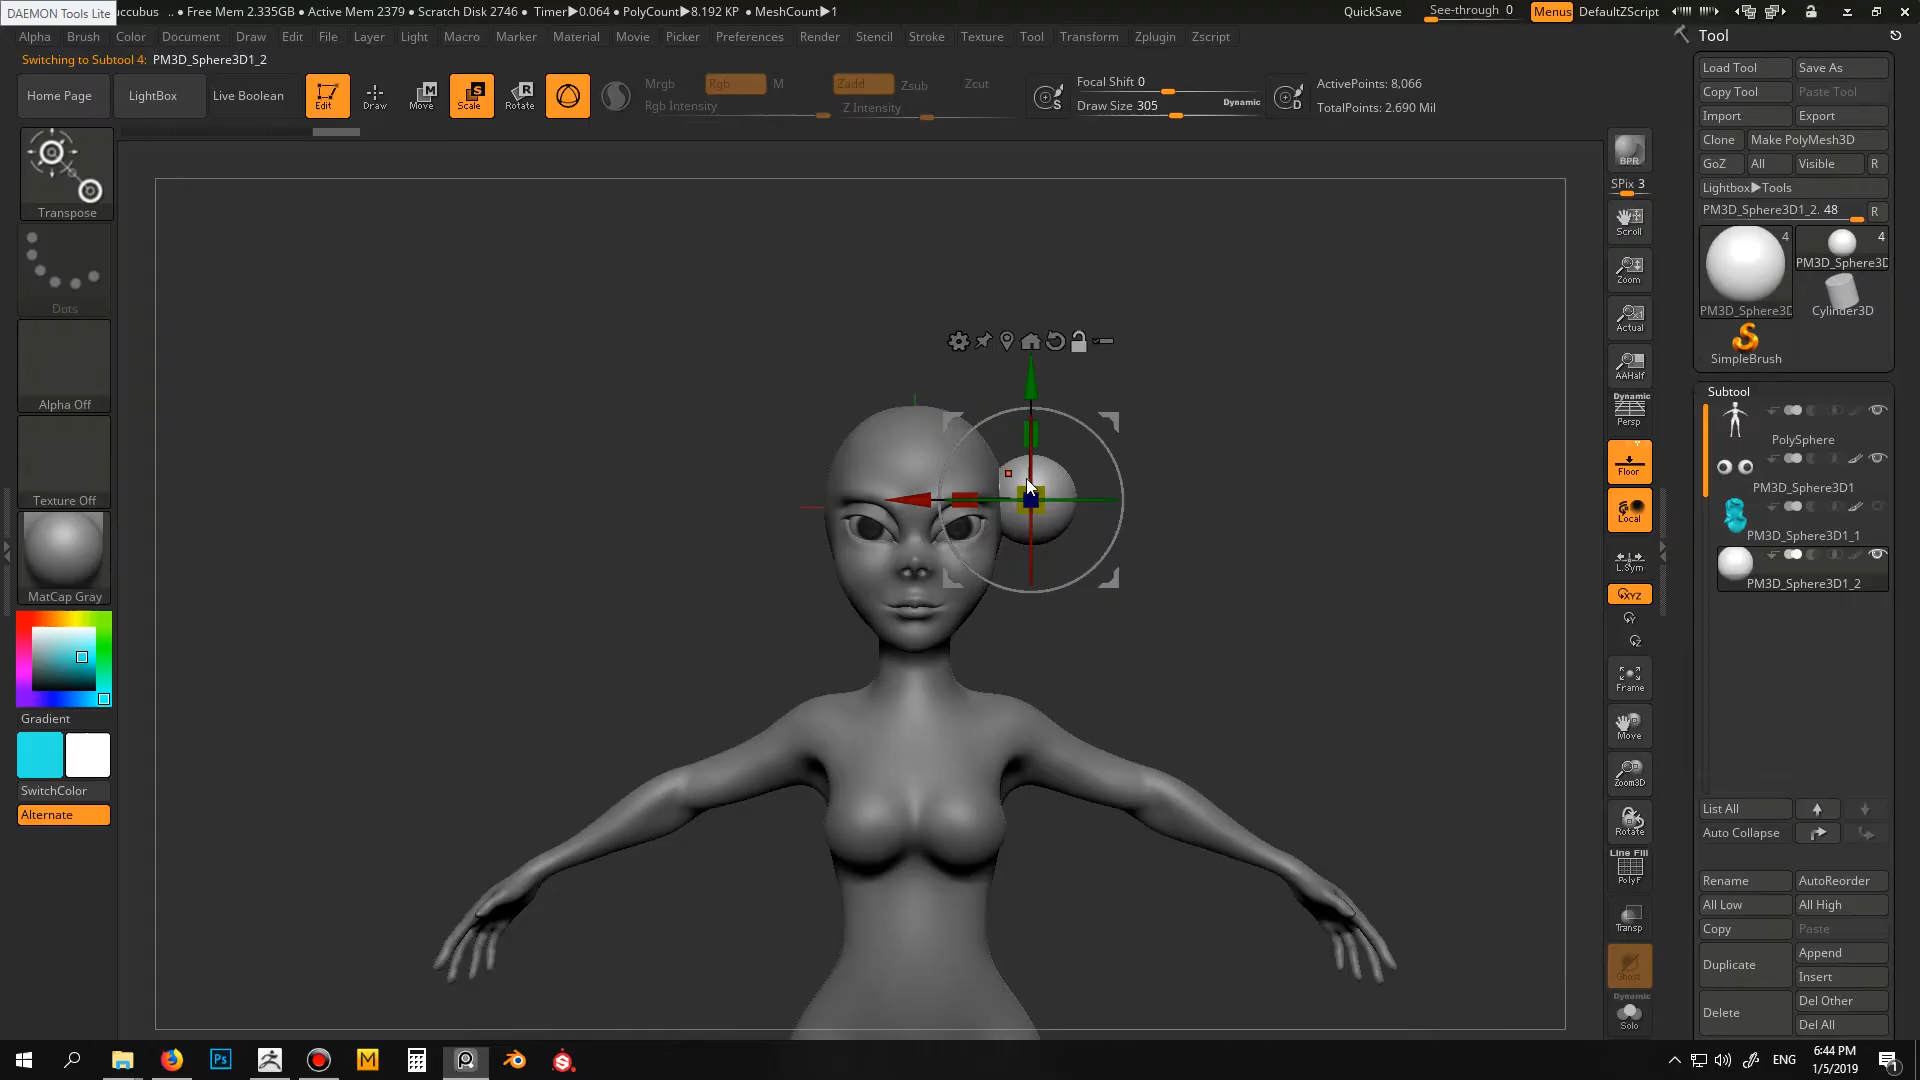 DAEMON Tools Lite
uccubus .. • Free Mem 2.335GB • Active Mem 2379 • Scratch Disk 2746 • Timer▶0.064 • PolyCount▶8.192 KP • MeshCount▶1
QuickSave See-through 0 Menus DefaultZScript
Alpha Brush Color Document Draw Edit File Layer Light Macro Marker Material Movie Picker Preferences Render Stencil Stroke Texture Tool Transform Zplugin Zscript
Switching to Subtool 4: PM3D_Sphere3D1_2
Home Page LightBox Live Boolean Edit Draw Move Scale Rotate
Mrgb Rgb M Zadd Zsub Zcut
Rgb Intensity Z Intensity
Focal Shift 0
Draw Size 305 Dynamic
ActivePoints: 8,066
TotalPoints: 2.690 Mil
Transpose
Dots
Alpha Off
Texture Off
MatCap Gray
Gradient
SwitchColor
Alternate
BPR
SPix 3
Scroll
Zoom
Actual
AAHalf
Dynamic
Persp
Floor
Local
L.Sym
XYZ
Frame
Move
Zoom3D
Rotate
Line Fill
PolyF
Transp
Ghost
Dynamic
Solo
Tool
Load Tool Save As
Copy Tool Paste Tool
Import Export
Clone Make PolyMesh3D
GoZ All Visible R
Lightbox▶Tools
PM3D_Sphere3D1_2. 48 R
4 4
PM3D_Sphere3D
PM3D_Sphere3D Cylinder3D
SimpleBrush
Subtool
PolySphere
PM3D_Sphere3D1
PM3D_Sphere3D1_1
PM3D_Sphere3D1_2
List All
Auto Collapse
Rename AutoReorder
All Low All High
Copy Paste
Duplicate Append
Insert
Delete Del Other
Del All
ENG
6:44 PM
1/5/2019
1